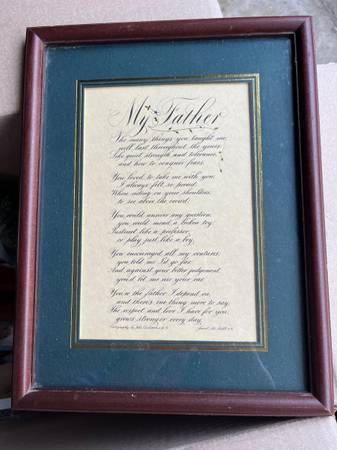 My Father
The many things you taught me
will last throughout the years
Like quiet strength and tolerance
and how to conquer fears.
You loved to take me with you
I always felt so proud
When riding on your shoulders
to see above the crowd.
You would answer any question
you would mend a broken toy
Instruct like a professor
or play just like a boy.
You encouraged all my ventures
you told me I'd go far
And against your better judgement
you'd let me use your car
You're the father I depend on
and there's one thing more to say
The respect and love I have for you
grows stronger every day.
Calligraphy by